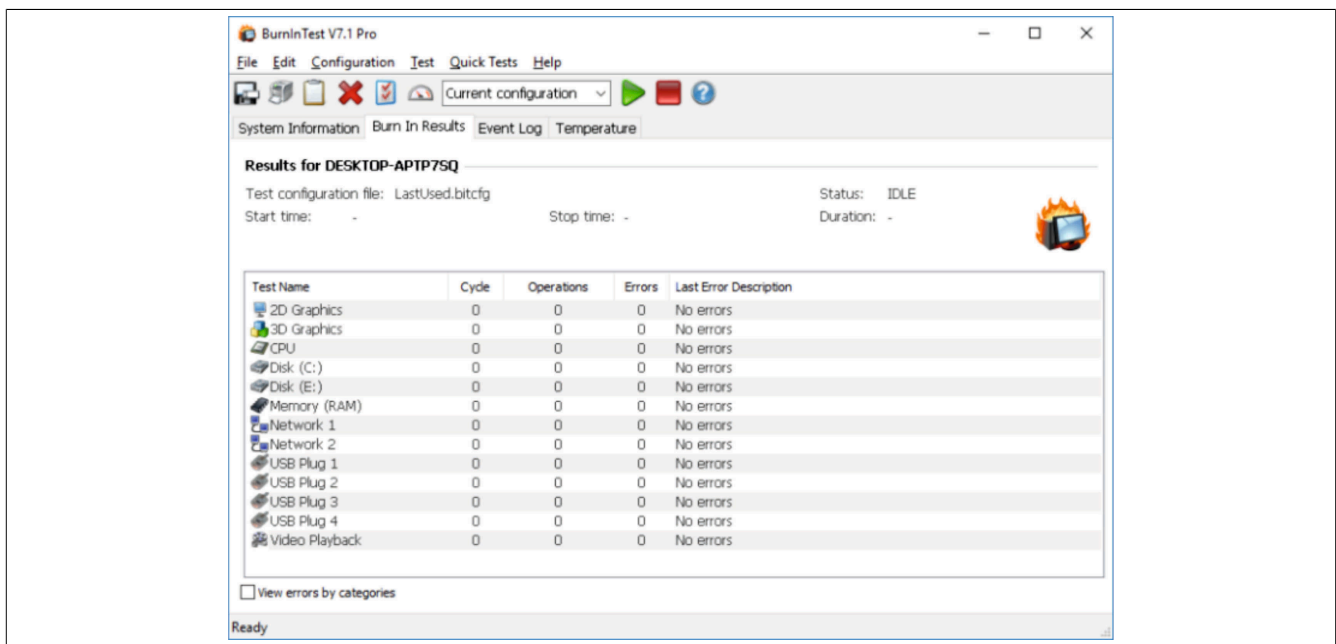 BurnInTest V7.1 Pro
File Edit Configuration Test Quick Tests Help
Current configuration
System Information Burn In Results Event Log Temperature
Results for DESKTOP-APTP7SQ
Test configuration file: LastUsed.bitcfg Status: IDLE
Start time: - Stop time: - Duration: -
Test Name Cycle Operations Errors Last Error Description
2D Graphics 0 0 0 No errors
3D Graphics 0 0 0 No errors
CPU 0 0 0 No errors
Disk (C:) 0 0 0 No errors
Disk (E:) 0 0 0 No errors
Memory (RAM) 0 0 0 No errors
Network 1 0 0 0 No errors
Network 2 0 0 0 No errors
USB Plug 1 0 0 0 No errors
USB Plug 2 0 0 0 No errors
USB Plug 3 0 0 0 No errors
USB Plug 4 0 0 0 No errors
Video Playback 0 0 0 No errors
View errors by categories
Ready